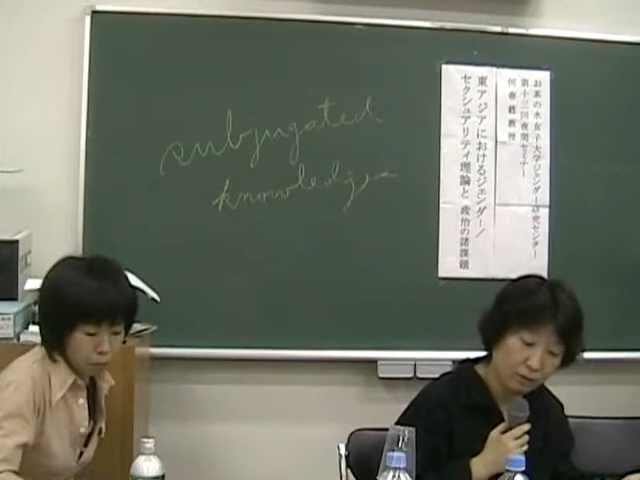 subjugated
knowledge
お茶の水女子大学ジェンダー研究センター
第十三回夜間セミナー
何春蕤教授
東アジアにおけるジェンダー／
セクシュアリティ理論と 政治の諸課題